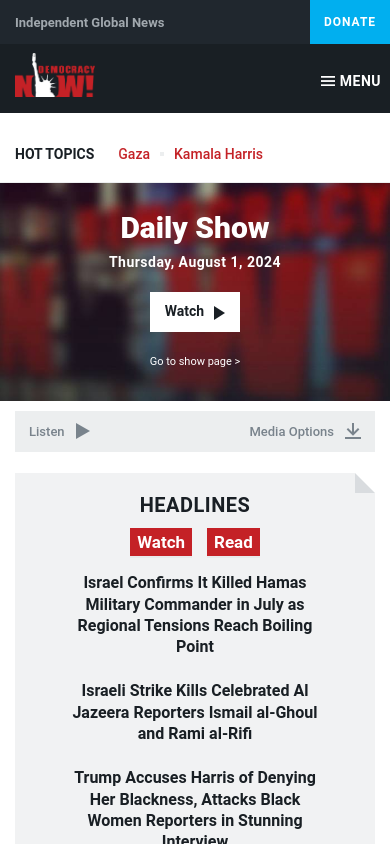 Independent Global News
DONATE
DEMOCRACY
NOW!
MENU
HOT TOPICS
Gaza
Kamala Harris
Daily Show
Thursday, August 1, 2024
Watch
Go to show page >
Listen
Media Options
HEADLINES
Watch
Read
Israel Confirms It Killed Hamas
Military Commander in July as
Regional Tensions Reach Boiling
Point
Israeli Strike Kills Celebrated Al
Jazeera Reporters Ismail al-Ghoul
and Rami al-Rifi
Trump Accuses Harris of Denying
Her Blackness, Attacks Black
Women Reporters in Stunning
Interview